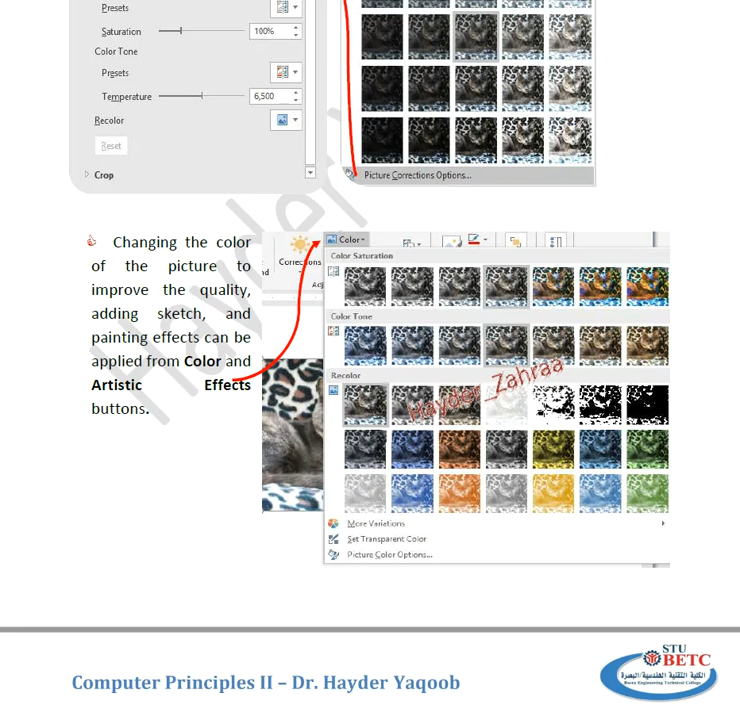 Presets
Saturation 100%
Color Tone
Presets
Temperature 6,500
Recolor
Reset
Crop
Picture Corrections Options...
Changing the color
of the picture to
improve the quality,
adding sketch, and
painting effects can be
applied from Color and
Artistic Effects
buttons.
Color
Corrections
Color Saturation
Color Tone
Recolor
Hayder_Zahraa
More Variations
Set Transparent Color
Picture Color Options...
Hayder
Computer Principles II – Dr. Hayder Yaqoob
STU
BETC
الكلية التقنية الهندسية/البصرة
Basra Engineering Technical College